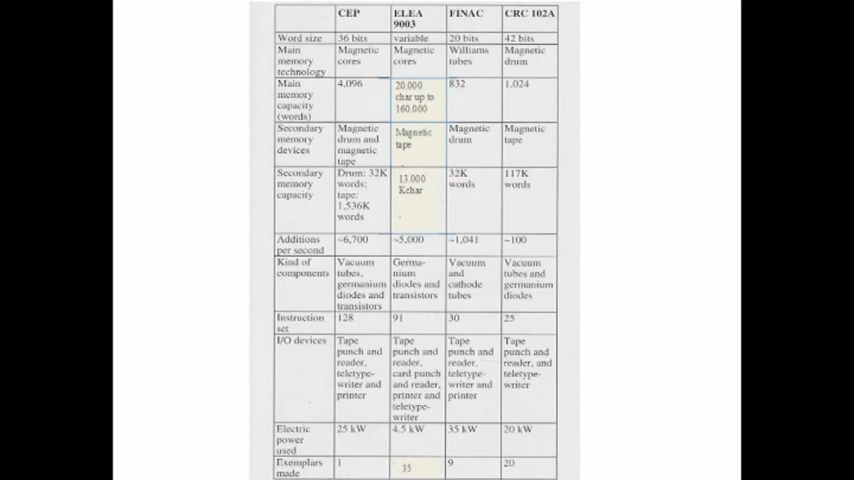 CEP ELEA 9003 FINAC CRC 102A
Word size 36 bits variable 20 bits 42 bits
Main memory technology Magnetic cores Magnetic cores Williams tubes Magnetic drum
Main memory capacity (words) 4,096 20.000 char up to 160.000 832 1,024
Secondary memory devices Magnetic drum and magnetic tape Magnetic tape Magnetic drum Magnetic tape
Secondary memory capacity Drum: 32K words; tape: 1,536K words 13.000 Kchar 32K words 117K words
Additions per second ~6,700 ~5,000 ~1,041 ~100
Kind of components Vacuum tubes, germanium diodes and transistors Germa-nium diodes and transistors Vacuum and cathode tubes Vacuum tubes and germanium diodes
Instruction set 128 91 30 25
I/O devices Tape punch and reader, teletype-writer and printer Tape punch and reader, card punch and reader, printer and teletype-writer Tape punch and reader, teletype-writer and printer Tape punch and reader, and teletype-writer
Electric power used 25 kW 4.5 kW 35 kW 20 kW
Exemplars made 1 35 9 20